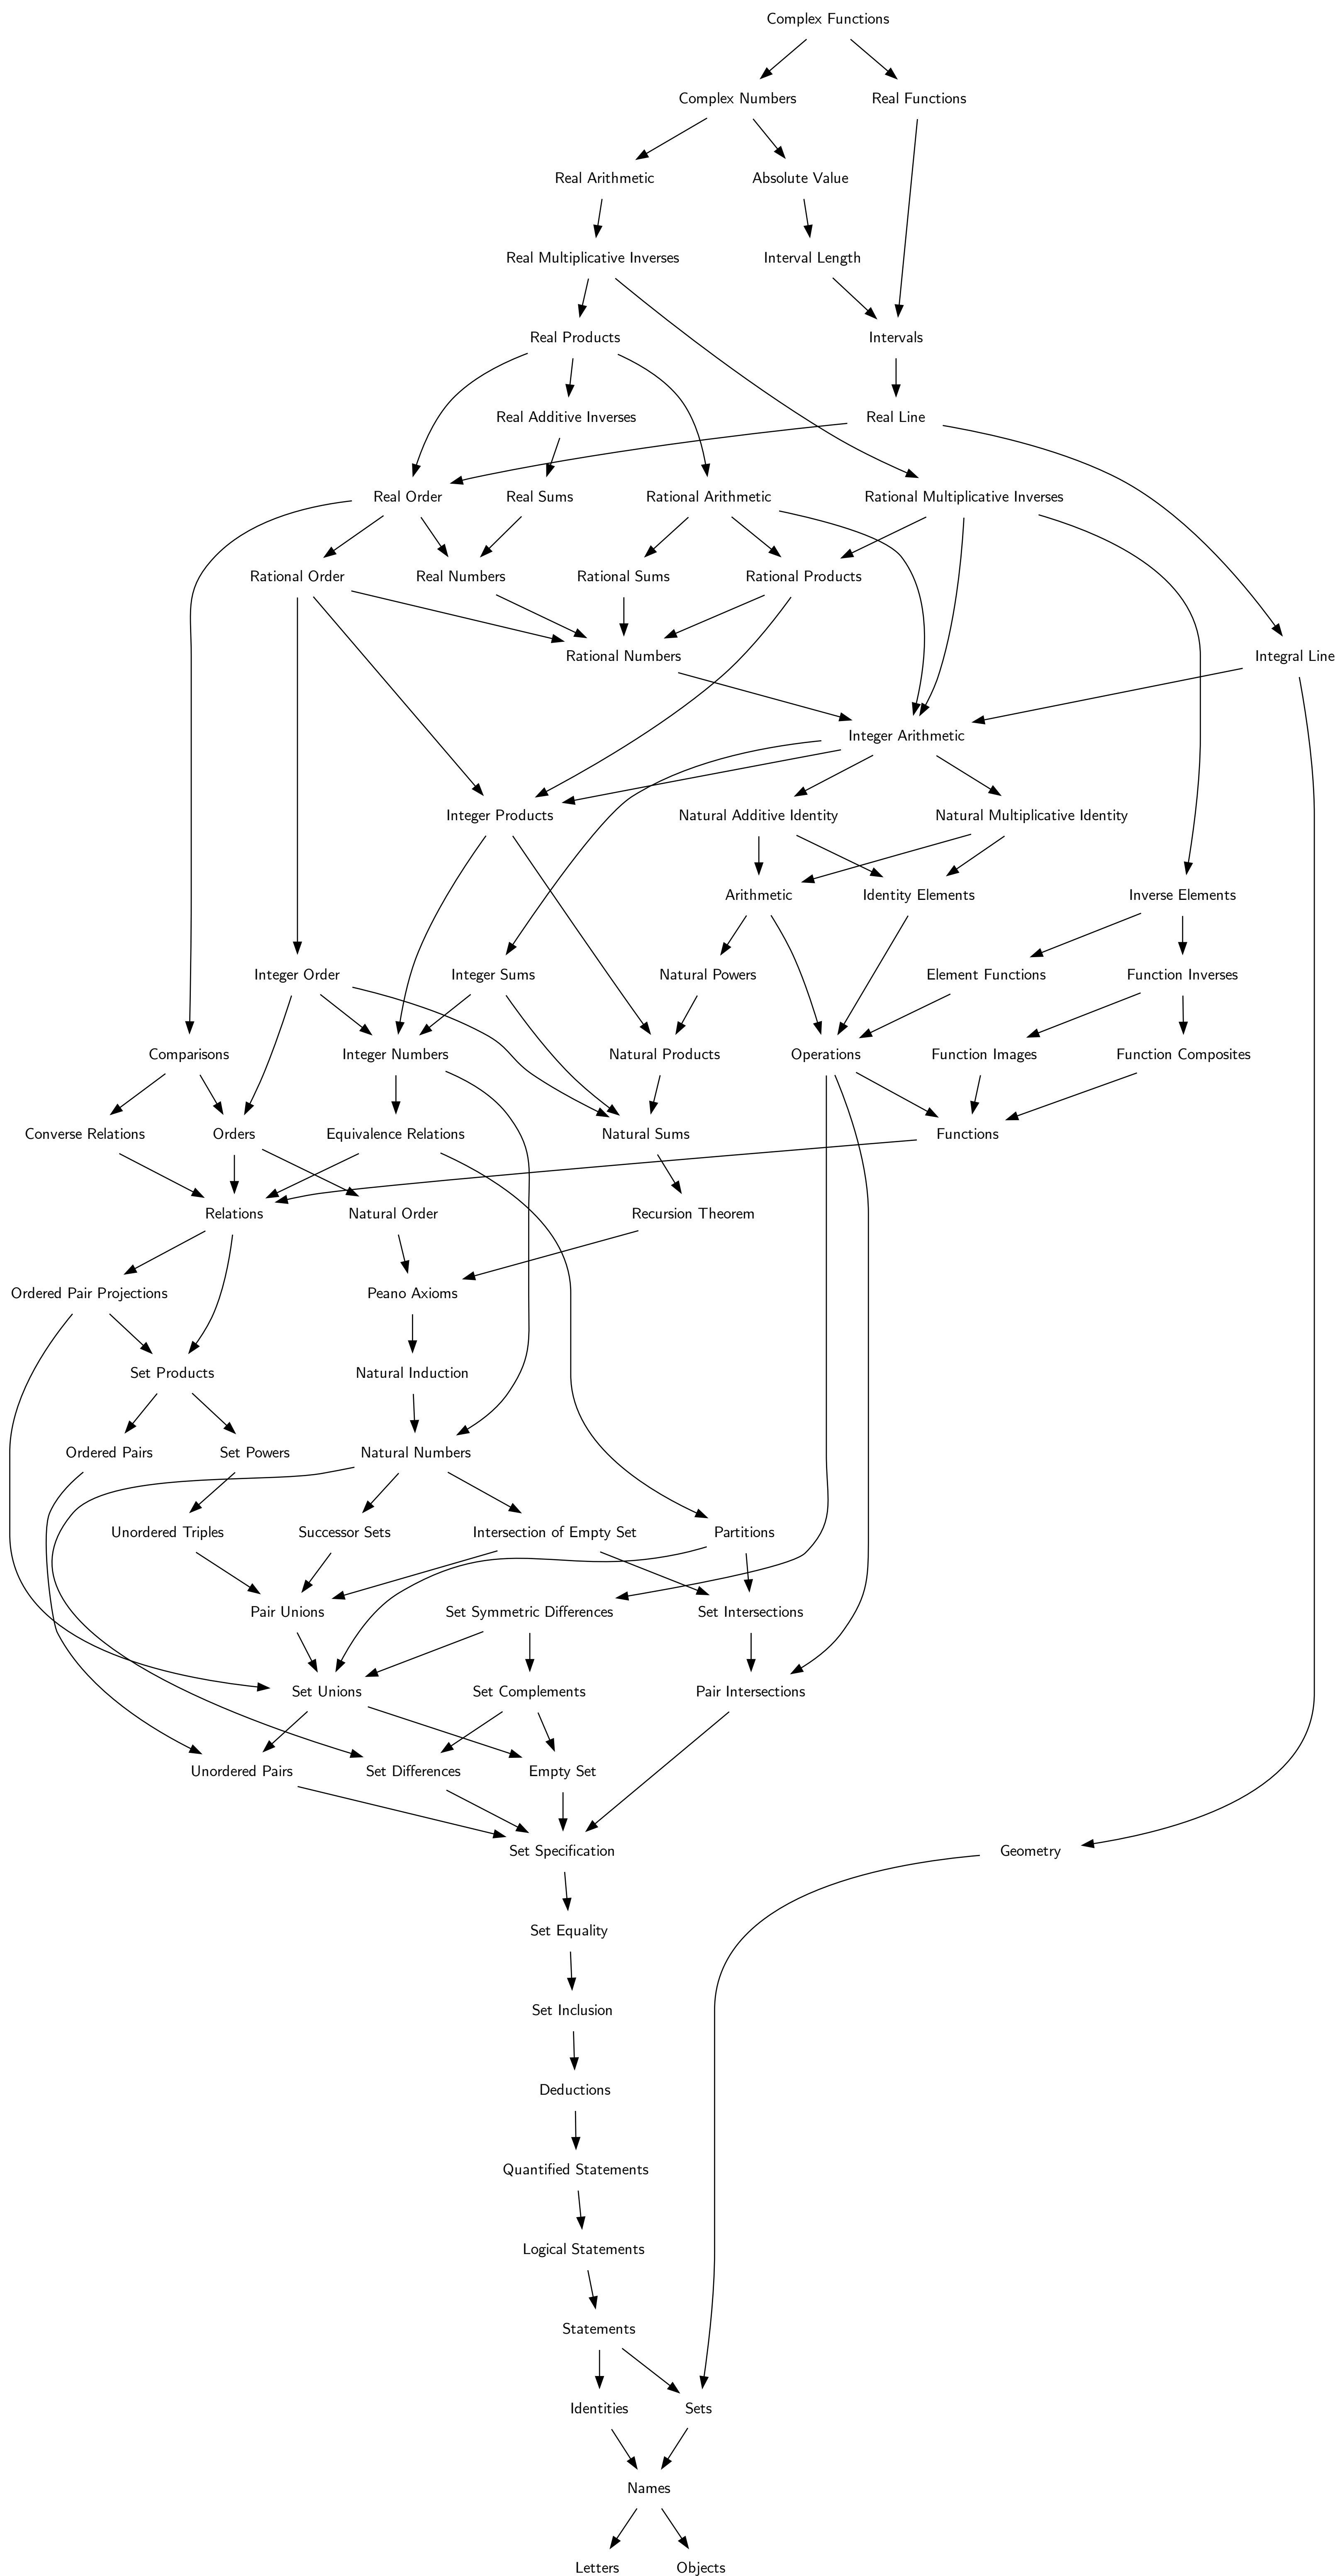 Complex Functions
Complex Numbers
Real Functions
Real Arithmetic
Absolute Value
Real Multiplicative Inverses
Interval Length
Real Products
Intervals
Real Additive Inverses
Real Line
Real Order
Real Sums
Rational Arithmetic
Rational Multiplicative Inverses
Rational Order
Real Numbers
Rational Sums
Rational Products
Rational Numbers
Integral Line
Integer Arithmetic
Integer Products
Natural Additive Identity
Natural Multiplicative Identity
Arithmetic
Identity Elements
Inverse Elements
Integer Order
Integer Sums
Natural Powers
Element Functions
Function Inverses
Comparisons
Integer Numbers
Natural Products
Operations
Function Images
Function Composites
Converse Relations
Orders
Equivalence Relations
Natural Sums
Functions
Relations
Natural Order
Recursion Theorem
Ordered Pair Projections
Peano Axioms
Set Products
Natural Induction
Ordered Pairs
Set Powers
Natural Numbers
Unordered Triples
Successor Sets
Intersection of Empty Set
Partitions
Pair Unions
Set Symmetric Differences
Set Intersections
Set Unions
Set Complements
Pair Intersections
Unordered Pairs
Set Differences
Empty Set
Set Specification
Geometry
Set Equality
Set Inclusion
Deductions
Quantified Statements
Logical Statements
Statements
Identities
Sets
Names
Letters
Objects